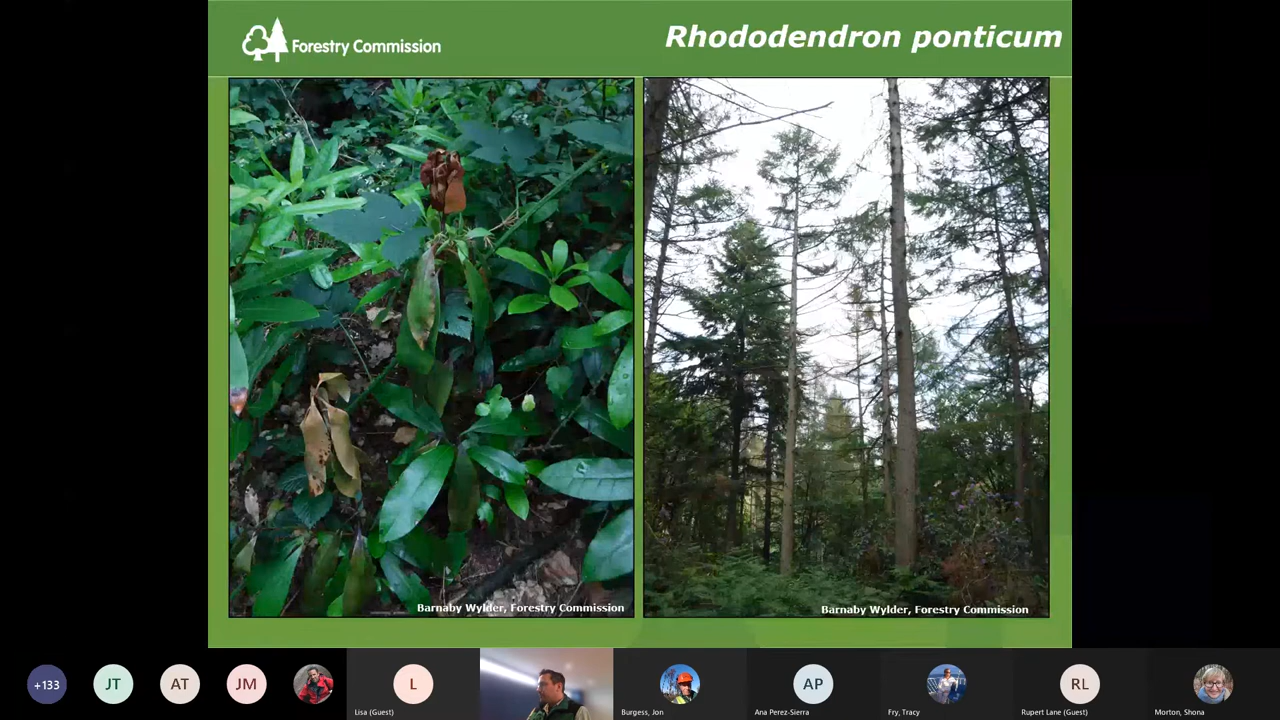 Forestry Commission
Rhododendron ponticum
Barnaby Wylder, Forestry Commission
Barnaby Wylder, Forestry Commission
+133
JT
AT
JM
L
AP
RL
Lisa (Guest)
Burgess, Jon
Ana Perez-Sierra
Fry, Tracy
Rupert Lane (Guest)
Morton, Shona